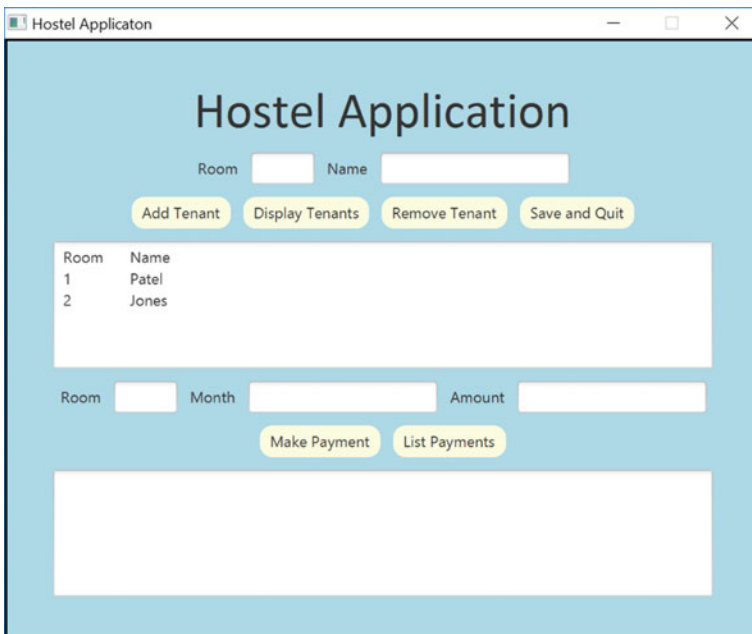 Hostel Applicaton
Hostel Application
Room Name
Add Tenant Display Tenants Remove Tenant Save and Quit
Room Name
1 Patel
2 Jones
Room Month Amount
Make Payment List Payments